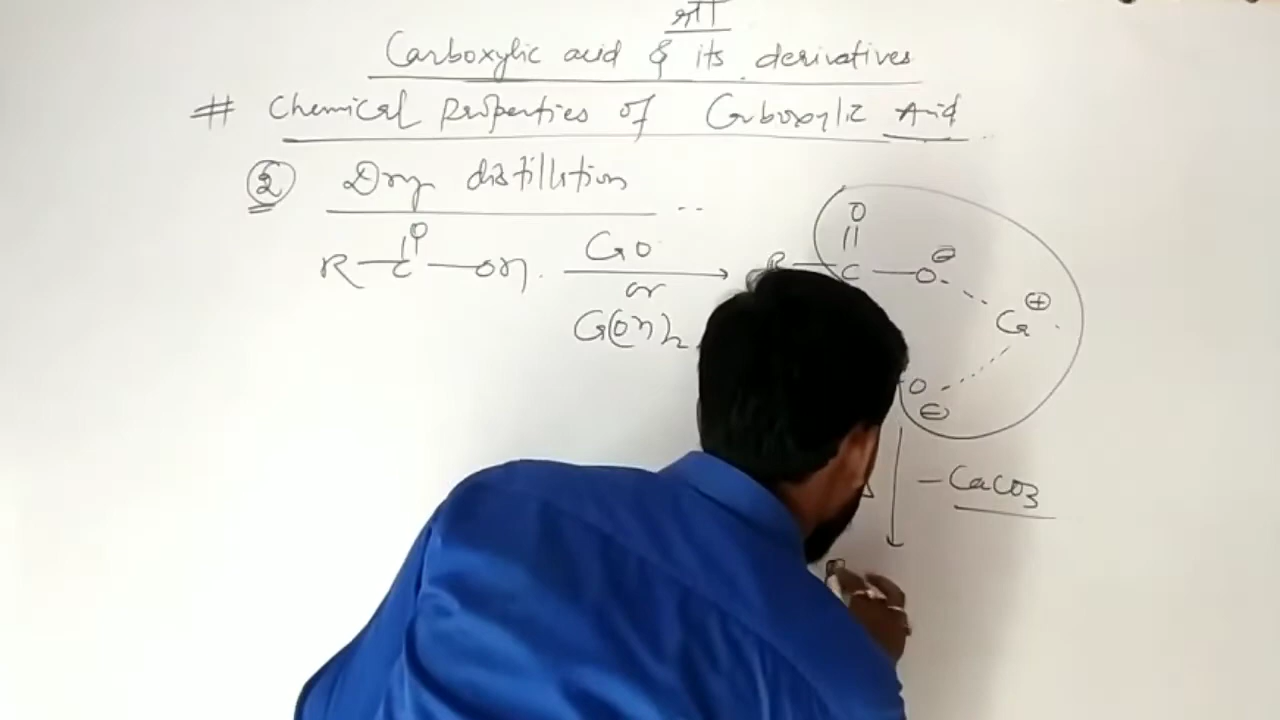 श्री
Carboxylic acid & its derivatives
# Chemical Properties of Carboxylic Acid
② Dry distillation
R — C — OH
O
CaO
or
Ca(OH)₂
R — C — O
O
⊖
Ca ⊕
O
⊖
Δ
— CaCO₃